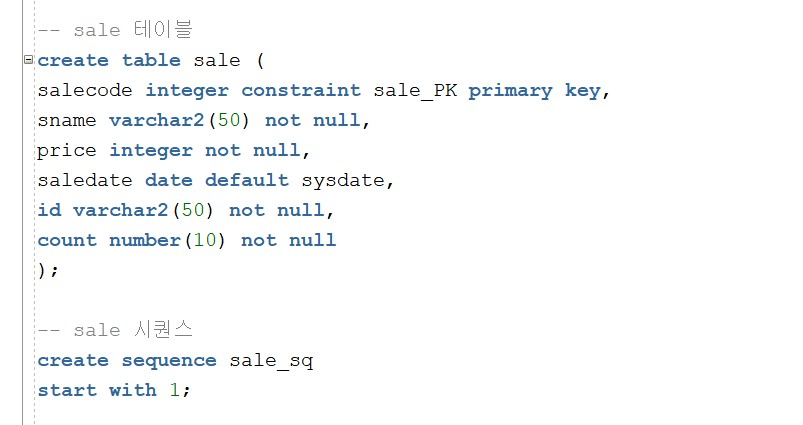 -- sale 테이블
create table sale (
salecode integer constraint sale_PK primary key,
sname varchar2(50) not null,
price integer not null,
saledate date default sysdate,
id varchar2(50) not null,
count number(10) not null
);
-- sale 시퀀스
create sequence sale_sq
start with 1;